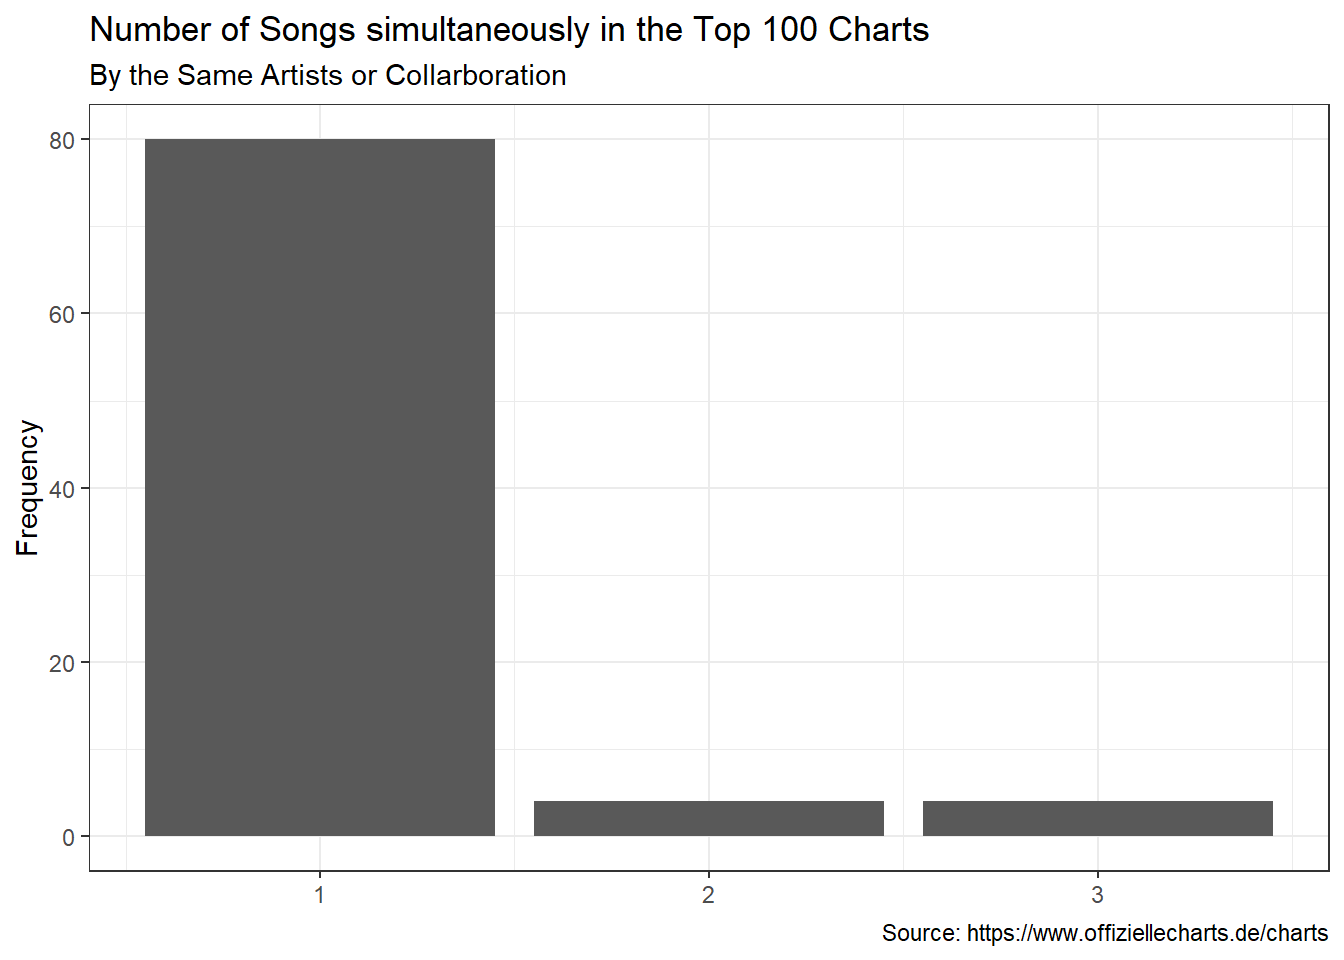 Number of Songs simultaneously in the Top 100 Charts
By the Same Artists or Collarboration
Frequency
80
60
40
20
0
1 2 3
Source: https://www.offiziellecharts.de/charts